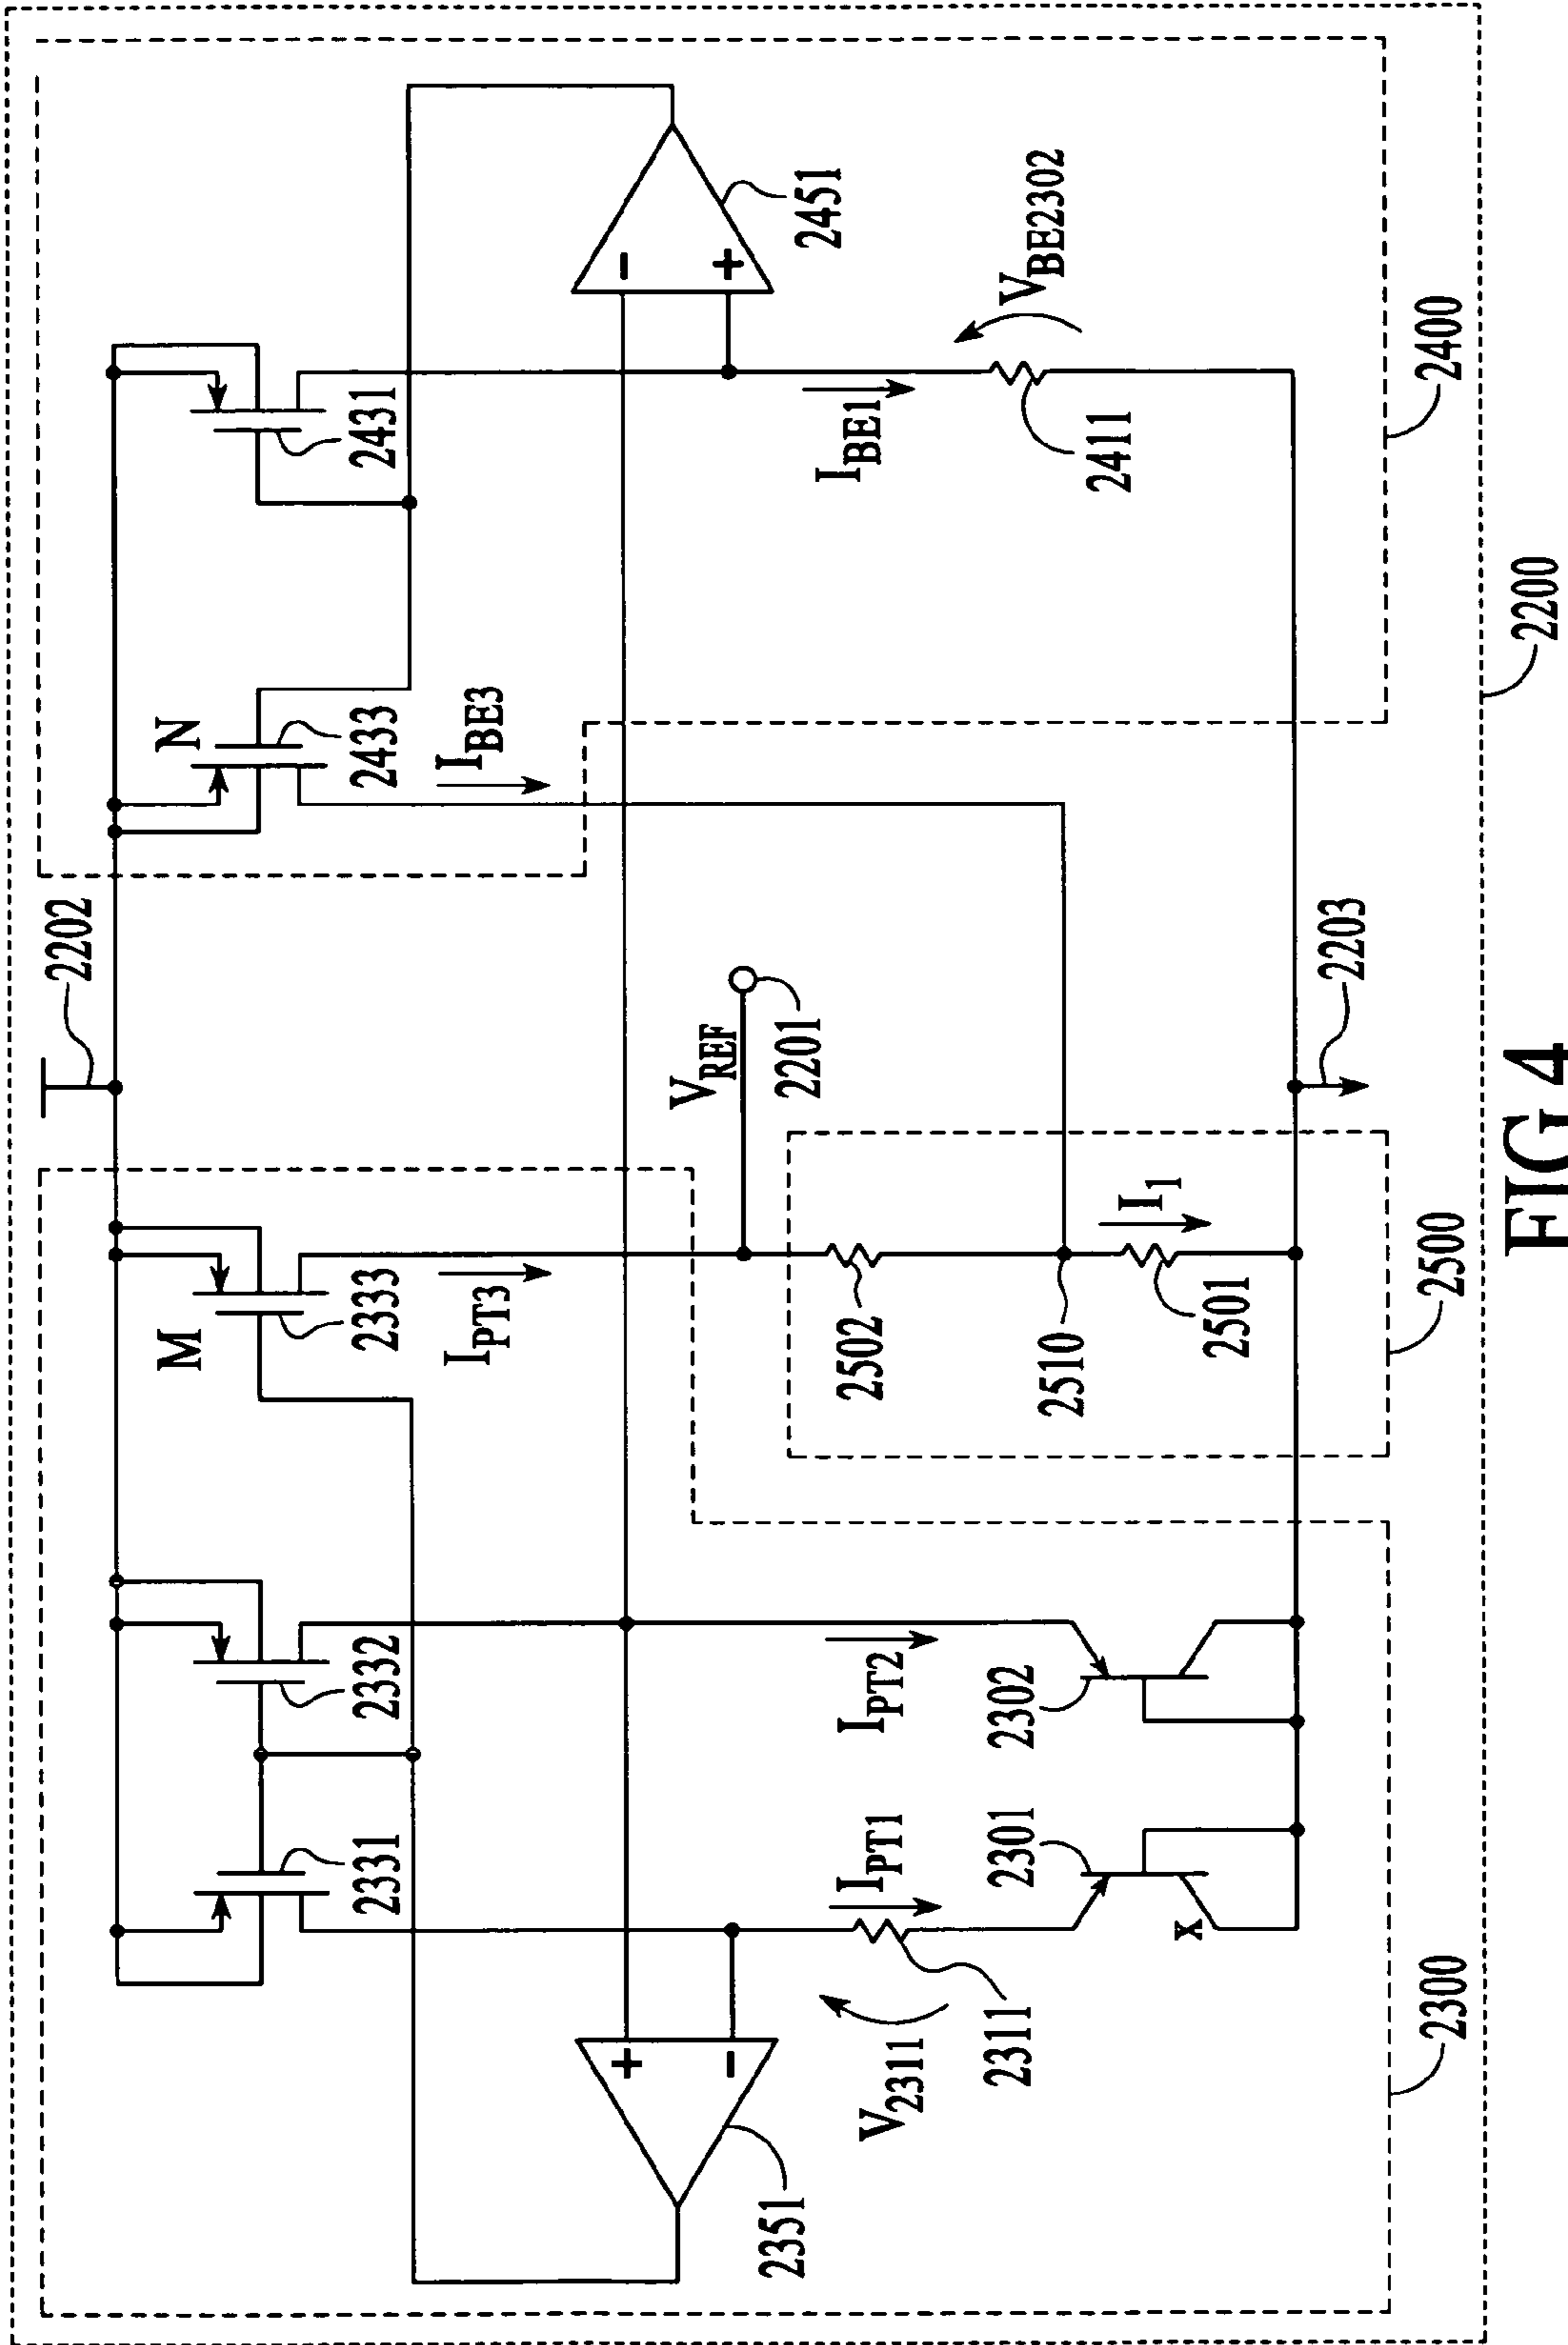 2202
N
2433
2431
I_BE3
2451
V_BE2302
I_BE1
2411
2400
2200
M
2333
2332
2331
I_PT3
V_REF
2201
2502
2510
I_1
2501
2500
2203
+
-
-
+
2351
V_2311
2311
I_PT1
I_PT2
2301
2302
x
2300
FIG 4